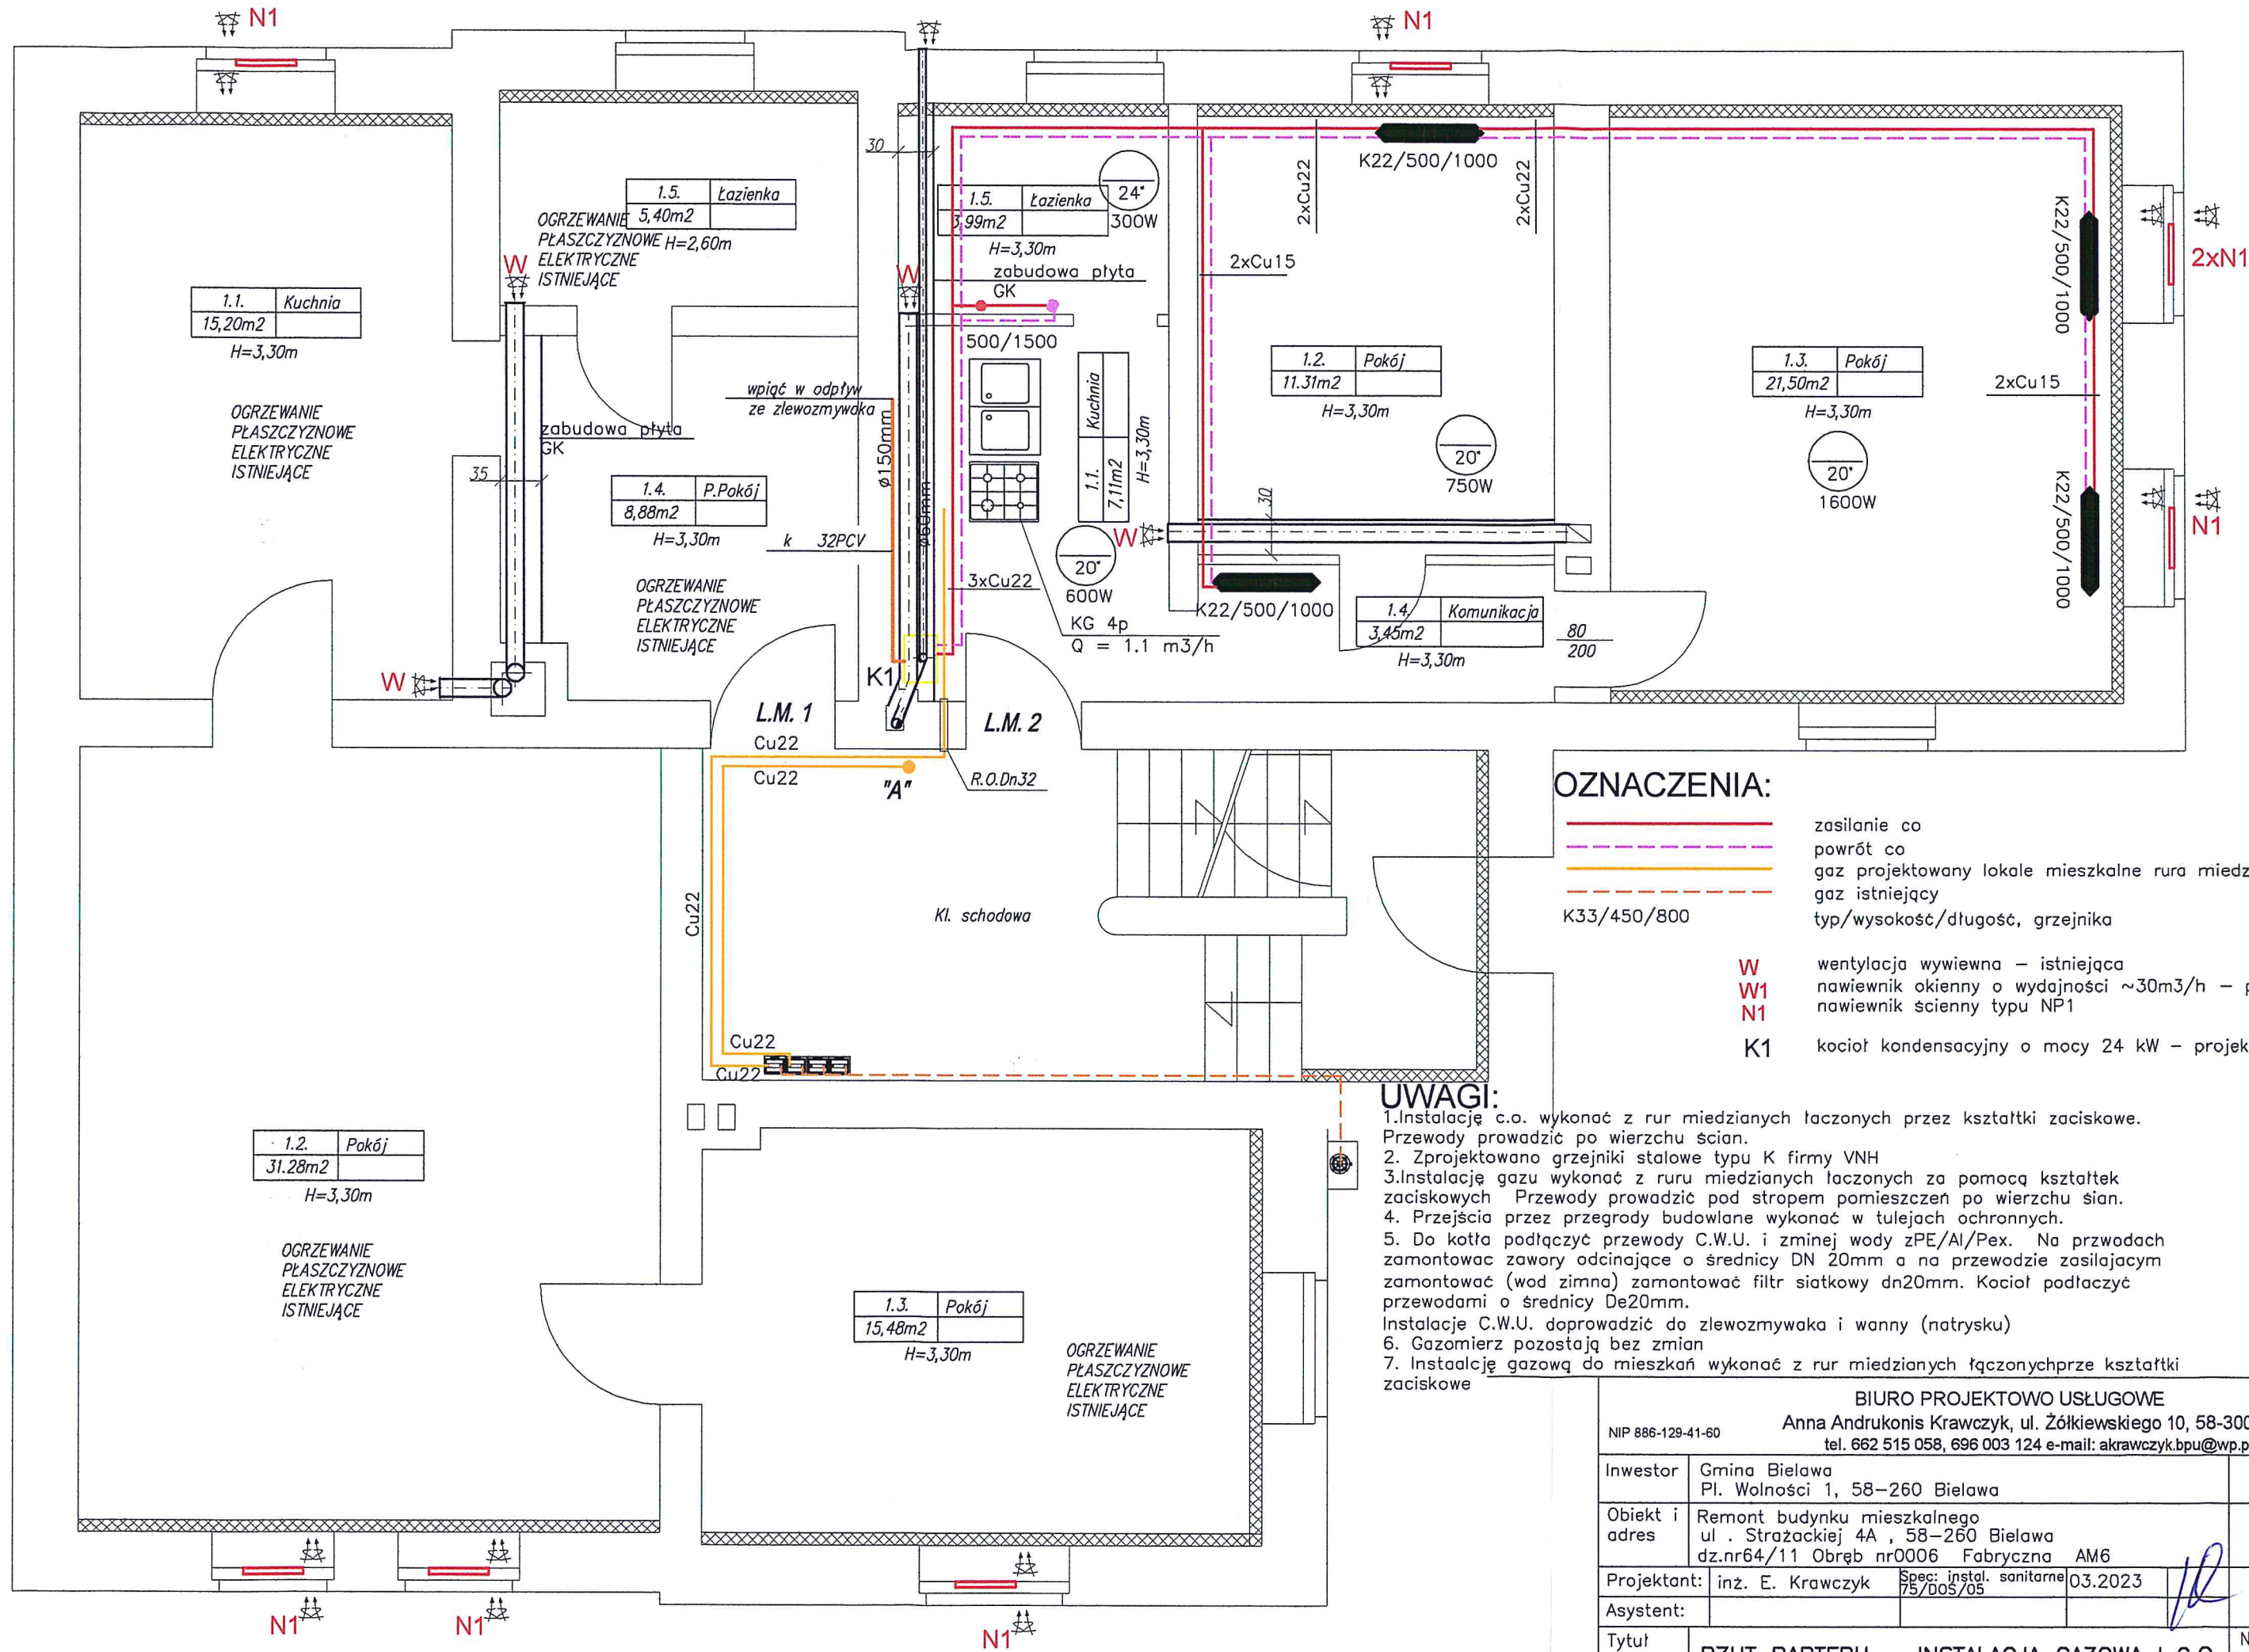 N1
N1
1.5. Łazienka
5,40m2
H=2,60m
OGRZEWANIE
PŁASZCZYZNOWE
ELEKTRYCZNE
ISTNIEJĄCE
30
1.5. Łazienka
3,99m2
H=3,30m
24°
300W
zabudowa płyta
GK
500/1500
2xCu22
K22/500/1000
2xCu22
2xCu15
K22/500/1000
2xN1
1.1. Kuchnia
15,20m2
H=3,30m
OGRZEWANIE
PŁASZCZYZNOWE
ELEKTRYCZNE
ISTNIEJĄCE
W
W
zabudowa płyta
GK
35
wpiąć w odpływ
ze zlewozmywaka
ø150mm
ø60mm
1.4. P.Pokój
8,88m2
H=3,30m
k 32PCV
OGRZEWANIE
PŁASZCZYZNOWE
ELEKTRYCZNE
ISTNIEJĄCE
1.1. Kuchnia
7,11m2
H=3,30m
20°
600W
3xCu22
KG 4p
Q = 1.1 m3/h
1.2. Pokój
11.31m2
H=3,30m
20°
750W
30
W
K22/500/1000
1.4. Komunikacja
3,45m2
H=3,30m
80
200
1.3. Pokój
21,50m2
H=3,30m
2xCu15
20°
1600W
K22/500/1000
N1
W
K1
L.M. 1
L.M. 2
Cu22
Cu22
"A"
R.O.Dn32
Cu22
Kl. schodowa
Cu22
Cu22
OZNACZENIA:
zasilanie co
powrót co
gaz projektowany lokale mieszkalne rura miedz
gaz istniejący
K33/450/800 typ/wysokość/długość, grzejnika
W wentylacja wywiewna – istniejąca
W1 nawiewnik okienny o wydajności ~30m3/h – p
N1 nawiewnik ścienny typu NP1
K1 kocioł kondensacyjny o mocy 24 kW – projek
1.2. Pokój
31.28m2
H=3,30m
OGRZEWANIE
PŁASZCZYZNOWE
ELEKTRYCZNE
ISTNIEJĄCE
1.3. Pokój
15,48m2
H=3,30m
OGRZEWANIE
PŁASZCZYZNOWE
ELEKTRYCZNE
ISTNIEJĄCE
N1
N1
N1
UWAGI:
1.Instalację c.o. wykonać z rur miedzianych łaczonych przez kształtki zaciskowe.
Przewody prowadzić po wierzchu ścian.
2. Zprojektowano grzejniki stalowe typu K firmy VNH
3.Instalację gazu wykonać z ruru miedzianych łaczonych za pomocą kształtek
zaciskowych Przewody prowadzić pod stropem pomieszczeń po wierzchu śian.
4. Przejścia przez przegrody budowlane wykonać w tulejach ochronnych.
5. Do kotła podłączyć przewody C.W.U. i zminej wody zPE/Al/Pex. Na przwodach
zamontowac zawory odcinające o średnicy DN 20mm a na przewodzie zasilajacym
zamontować (wod zimna) zamontować filtr siatkowy dn20mm. Kocioł podłaczyć
przewodami o średnicy De20mm.
Instalacje C.W.U. doprowadzić do zlewozmywaka i wanny (natrysku)
6. Gazomierz pozostają bez zmian
7. Instaalcję gazową do mieszkań wykonać z rur miedzianych łączonychprze kształtki
zaciskowe
BIURO PROJEKTOWO USŁUGOWE
Anna Andrukonis Krawczyk, ul. Żółkiewskiego 10, 58-300
NIP 886-129-41-60
tel. 662 515 058, 696 003 124 e-mail: akrawczyk.bpu@wp.p
Inwestor Gmina Bielawa
Pl. Wolności 1, 58–260 Bielawa
Obiekt i adres Remont budynku mieszkalnego
ul . Strażackiej 4A , 58–260 Bielawa
dz.nr64/11 Obręb nr0006 Fabryczna AM6
Projektant: inż. E. Krawczyk Spec: instal. sanitarne 75/DOŚ/05 03.2023
Asystent:
Tytuł RZUT PARTERU – INSTALACJA GAZOWA I C.O.